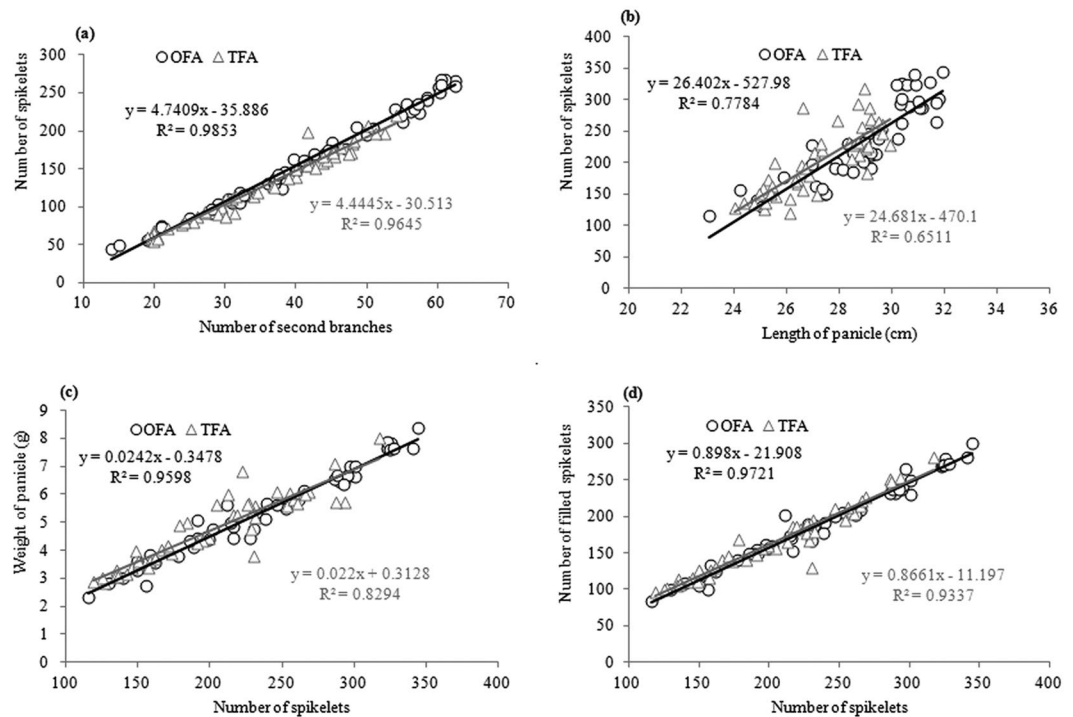 (a)
300
250
200
150
100
50
0
Number of spikelets
OFA TFA
y = 4.7409x - 35.886
R² = 0.9853
y = 4.4445x - 30.513
R² = 0.9645
10 20 30 40 50 60 70
Number of second branches
(b)
400
350
300
250
200
150
100
50
0
Number of spikelets
OFA TFA
y = 26.402x - 527.98
R² = 0.7784
y = 24.681x - 470.1
R² = 0.6511
20 22 24 26 28 30 32 34 36
Length of panicle (cm)
(c)
9
8
7
6
5
4
3
2
1
0
Weight of panicle (g)
OFA TFA
y = 0.0242x - 0.3478
R² = 0.9598
y = 0.022x + 0.3128
R² = 0.8294
100 150 200 250 300 350 400
Number of spikelets
(d)
350
300
250
200
150
100
50
0
Number of filled spikelets
OFA TFA
y = 0.898x - 21.908
R² = 0.9721
y = 0.8661x - 11.197
R² = 0.9337
100 150 200 250 300 350 400
Number of spikelets